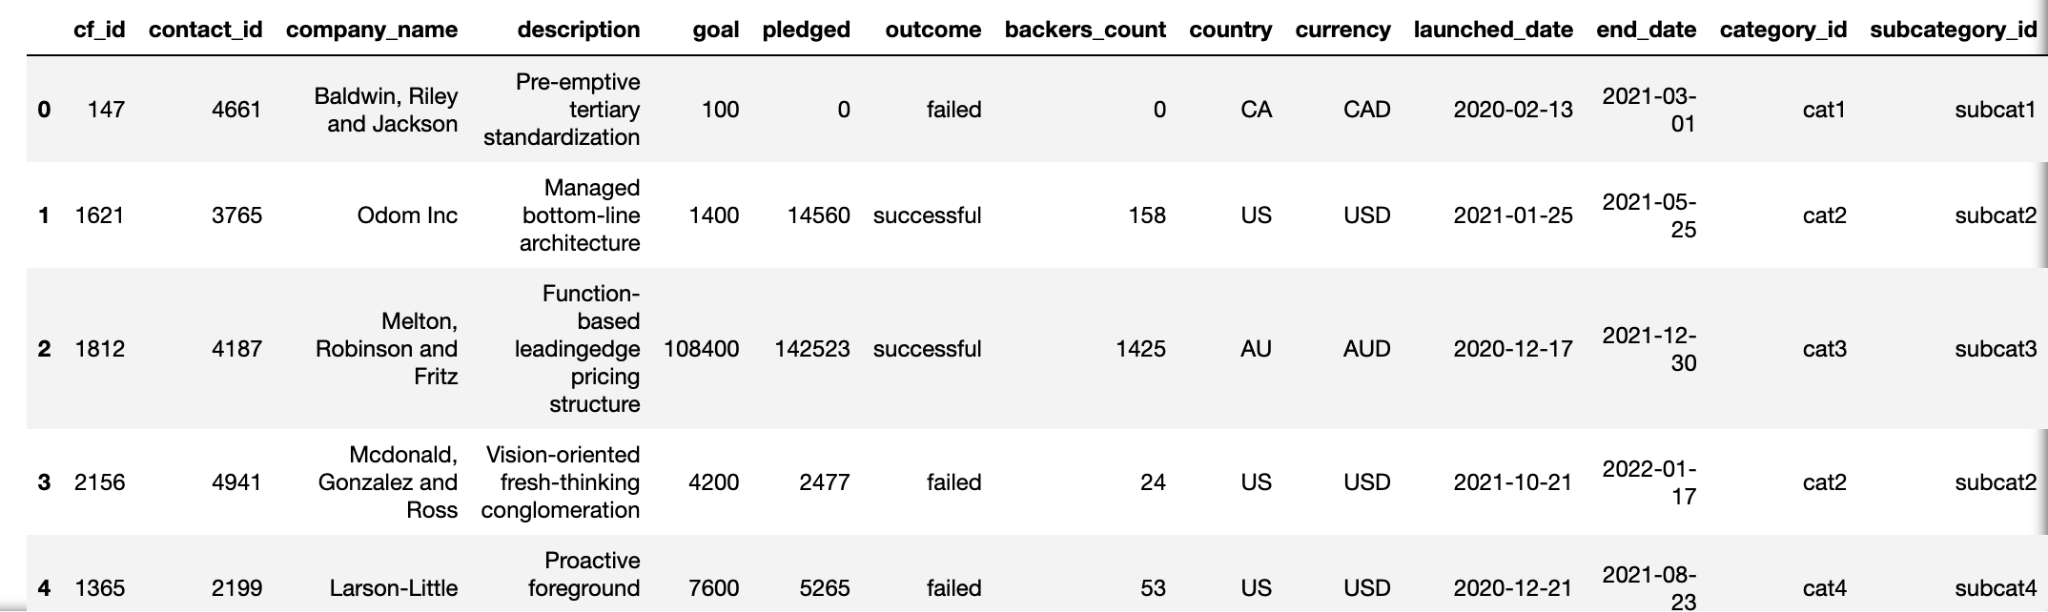 cf_id contact_id company_name description goal pledged outcome backers_count country currency launched_date end_date category_id subcategory_id
0 147 4661 Baldwin, Riley and Jackson Pre-emptive tertiary standardization 100 0 failed 0 CA CAD 2020-02-13 2021-03-01 cat1 subcat1
1 1621 3765 Odom Inc Managed bottom-line architecture 1400 14560 successful 158 US USD 2021-01-25 2021-05-25 cat2 subcat2
2 1812 4187 Melton, Robinson and Fritz Function-based leadingedge pricing structure 108400 142523 successful 1425 AU AUD 2020-12-17 2021-12-30 cat3 subcat3
3 2156 4941 Mcdonald, Gonzalez and Ross Vision-oriented fresh-thinking conglomeration 4200 2477 failed 24 US USD 2021-10-21 2022-01-17 cat2 subcat2
4 1365 2199 Larson-Little Proactive foreground 7600 5265 failed 53 US USD 2020-12-21 2021-08-23 cat4 subcat4